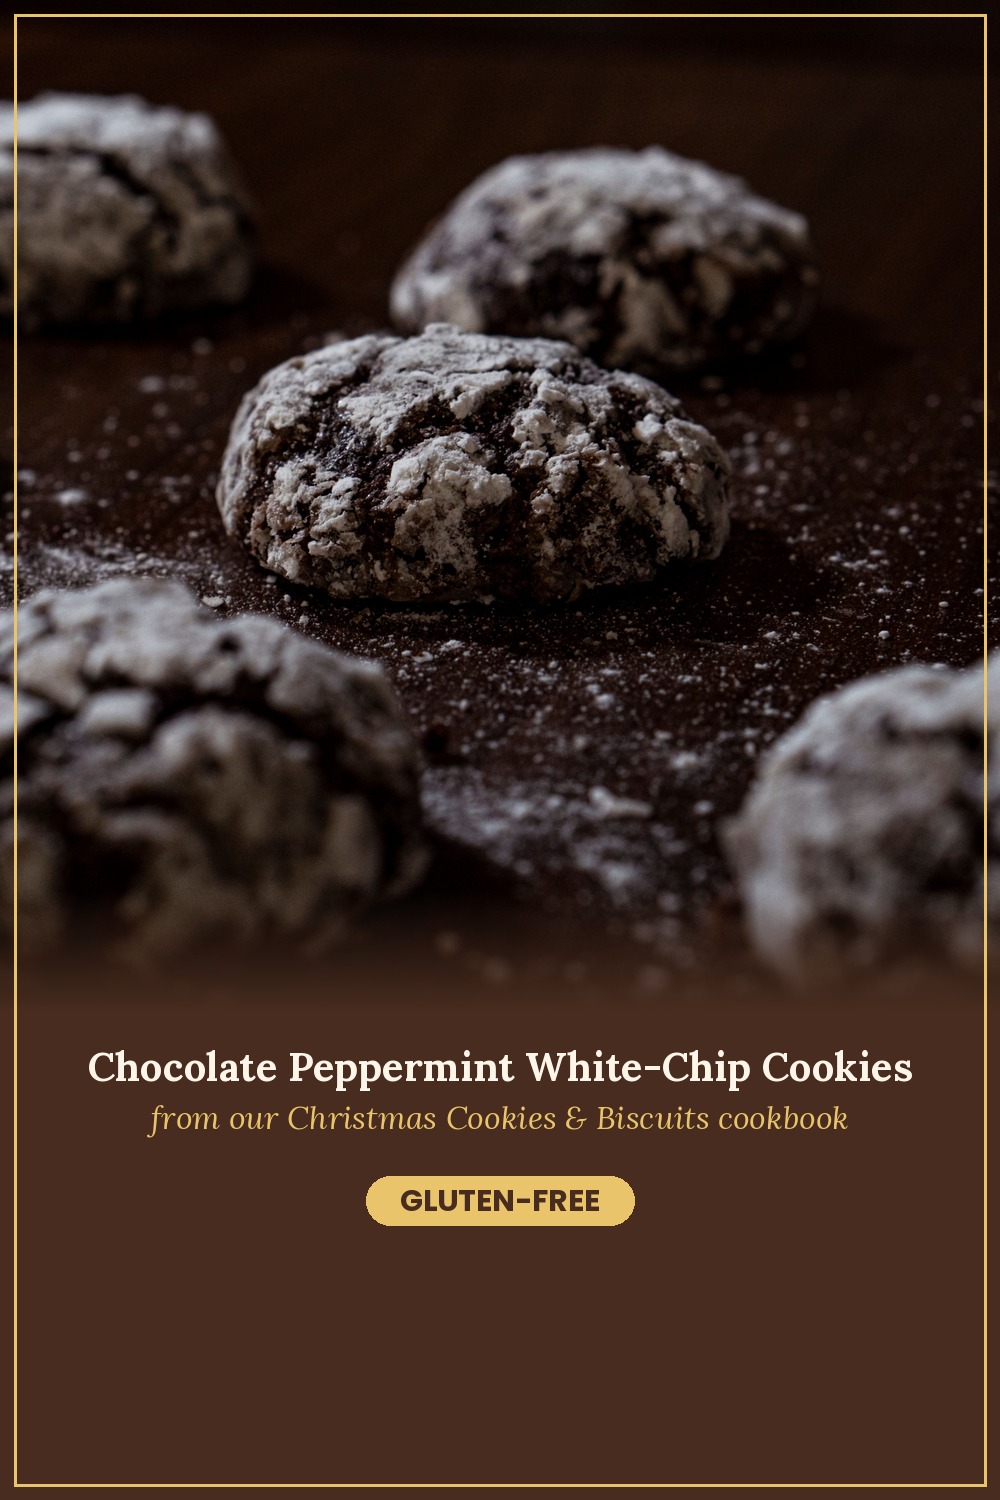 Chocolate Peppermint White-Chip Cookies
from our Christmas Cookies & Biscuits cookbook
GLUTEN-FREE